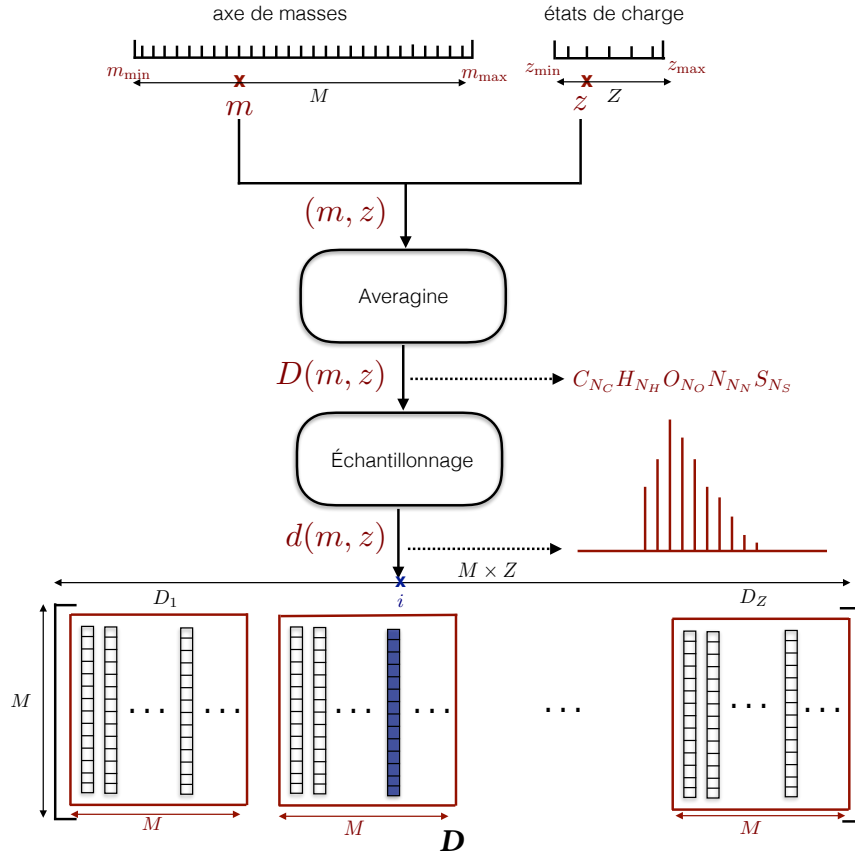 axe de masses
états de charge
m_min m_max z_min z_max
M Z
m z
(m, z)
Averagine
D(m, z)
C_{N_C}H_{N_H}O_{N_O}N_{N_N}S_{N_S}
Échantillonnage
d(m, z)
M × Z
D_1 i D_Z
M
... ... ... ... ... ... ...
M M M
D